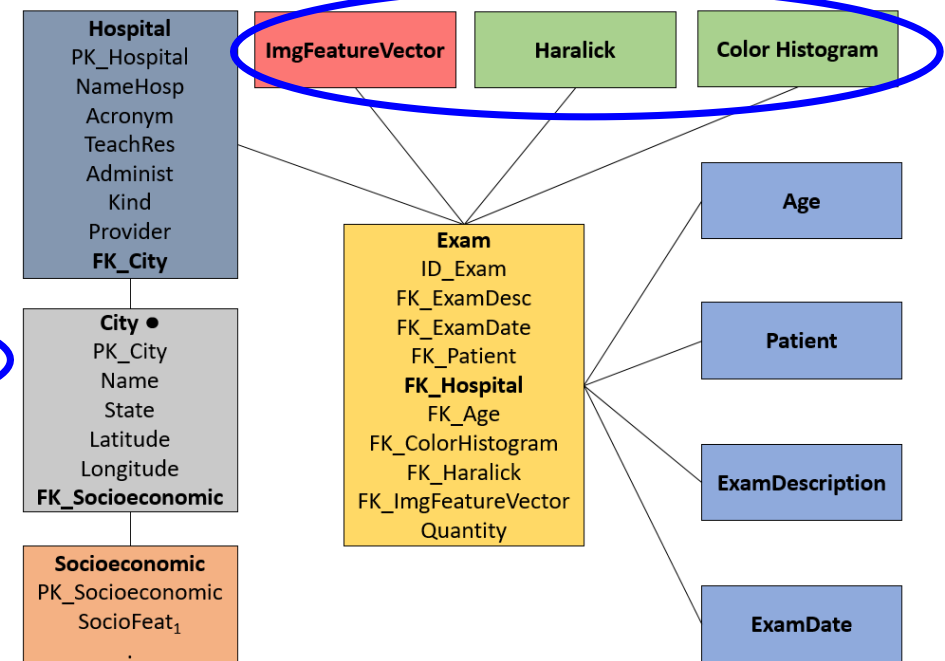 Hospital
PK_Hospital
NameHosp
Acronym
TeachRes
Administ
Kind
Provider
FK_City
ImgFeatureVector
Haralick
Color Histogram
City ●
PK_City
Name
State
Latitude
Longitude
FK_Socioeconomic
Socioeconomic
PK_Socioeconomic
SocioFeat₁
.
Exam
ID_Exam
FK_ExamDesc
FK_ExamDate
FK_Patient
FK_Hospital
FK_Age
FK_ColorHistogram
FK_Haralick
FK_ImgFeatureVector
Quantity
Age
Patient
ExamDescription
ExamDate